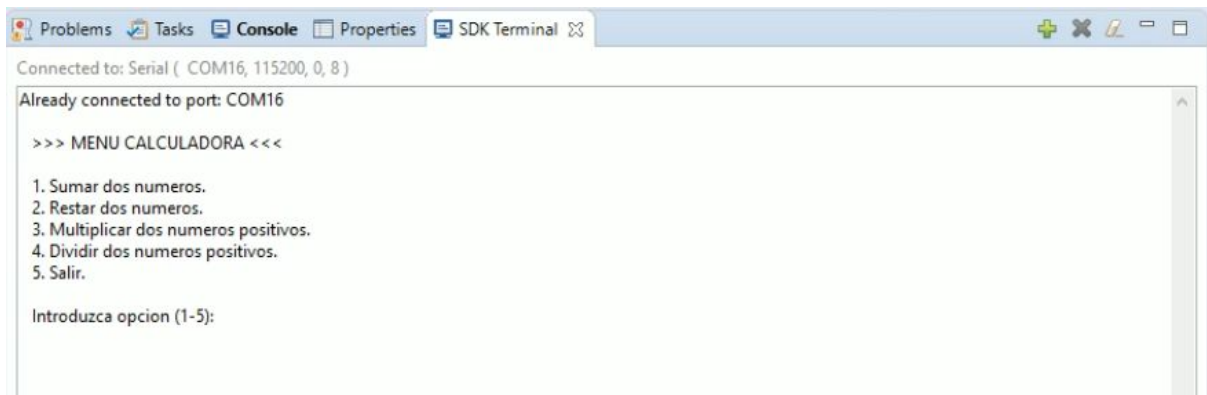 Problems Tasks Console Properties SDK Terminal
Connected to: Serial ( COM16, 115200, 0, 8 )
Already connected to port: COM16
>>> MENU CALCULADORA <<<
1. Sumar dos numeros.
2. Restar dos numeros.
3. Multiplicar dos numeros positivos.
4. Dividir dos numeros positivos.
5. Salir.
Introduzca opcion (1-5):